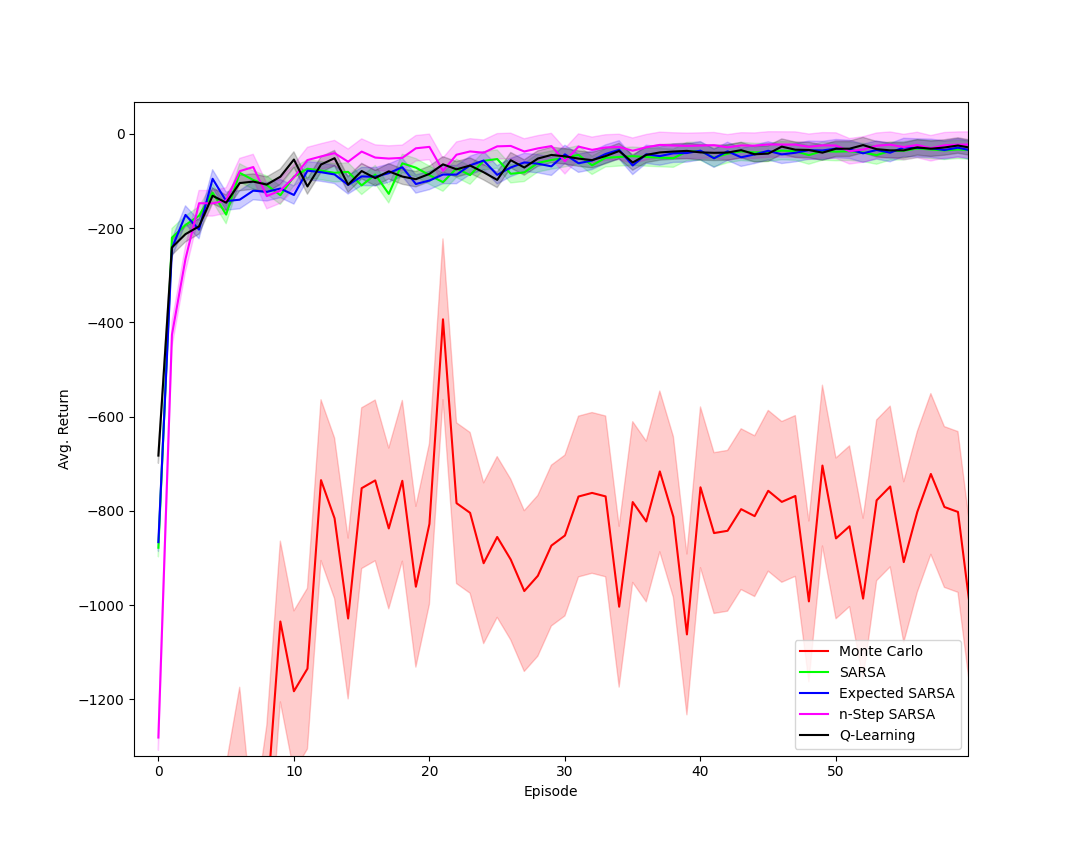 0
−200
−400
−600
−800
−1000
−1200
Avg. Return
0 10 20 30 40 50
Episode
Monte Carlo
SARSA
Expected SARSA
n-Step SARSA
Q-Learning